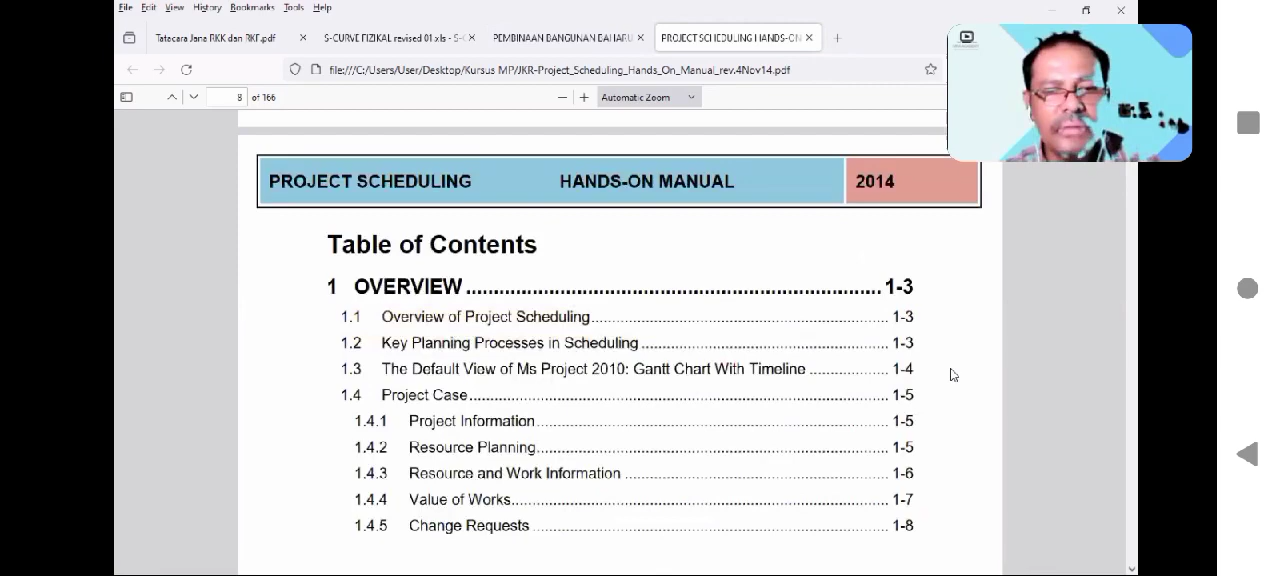 File Edit View History Bookmarks Tools Help
Tatacara Jana RKK dan RKF.pdf
S-CURVE FIZIKAL revised 01.xls - S-C
PEMBINAAN BANGUNAN BAHARU
PROJECT SCHEDULING HANDS-ON
file:///C:/Users/User/Desktop/Kursus MP/JKR-Project_Scheduling_Hands_On_Manual_rev.4Nov14.pdf
8 of 166
Automatic Zoom
PROJECT SCHEDULING HANDS-ON MANUAL 2014
Table of Contents
1 OVERVIEW 1-3
1.1 Overview of Project Scheduling 1-3
1.2 Key Planning Processes in Scheduling 1-3
1.3 The Default View of Ms Project 2010: Gantt Chart With Timeline 1-4
1.4 Project Case 1-5
1.4.1 Project Information 1-5
1.4.2 Resource Planning 1-5
1.4.3 Resource and Work Information 1-6
1.4.4 Value of Works 1-7
1.4.5 Change Requests 1-8